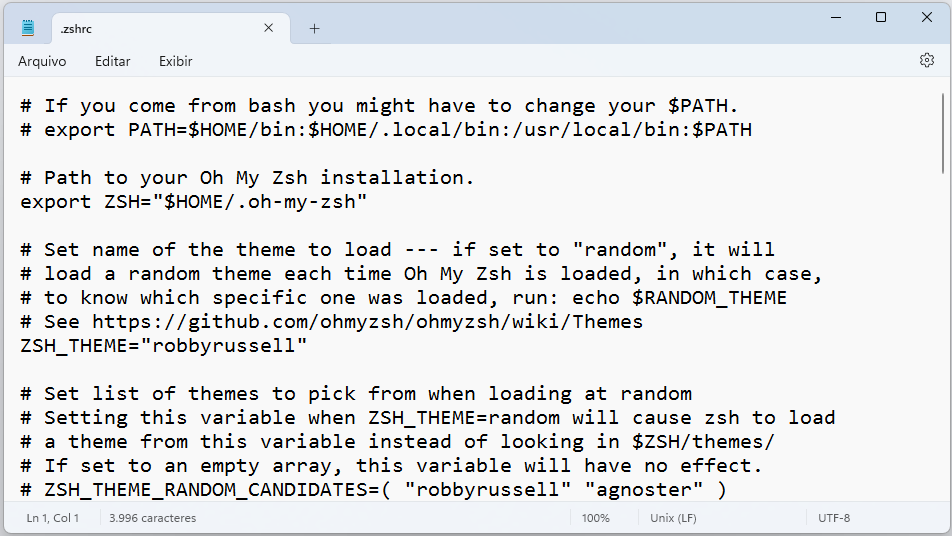 .zshrc
Arquivo Editar Exibir
# If you come from bash you might have to change your $PATH.
# export PATH=$HOME/bin:$HOME/.local/bin:/usr/local/bin:$PATH
# Path to your Oh My Zsh installation.
export ZSH="$HOME/.oh-my-zsh"
# Set name of the theme to load --- if set to "random", it will
# load a random theme each time Oh My Zsh is loaded, in which case,
# to know which specific one was loaded, run: echo $RANDOM_THEME
# See https://github.com/ohmyzsh/ohmyzsh/wiki/Themes
ZSH_THEME="robbyrussell"
# Set list of themes to pick from when loading at random
# Setting this variable when ZSH_THEME=random will cause zsh to load
# a theme from this variable instead of looking in $ZSH/themes/
# If set to an empty array, this variable will have no effect.
# ZSH_THEME_RANDOM_CANDIDATES=( "robbyrussell" "agnoster" )
Ln 1, Col 1 3.996 caracteres 100% Unix (LF) UTF-8